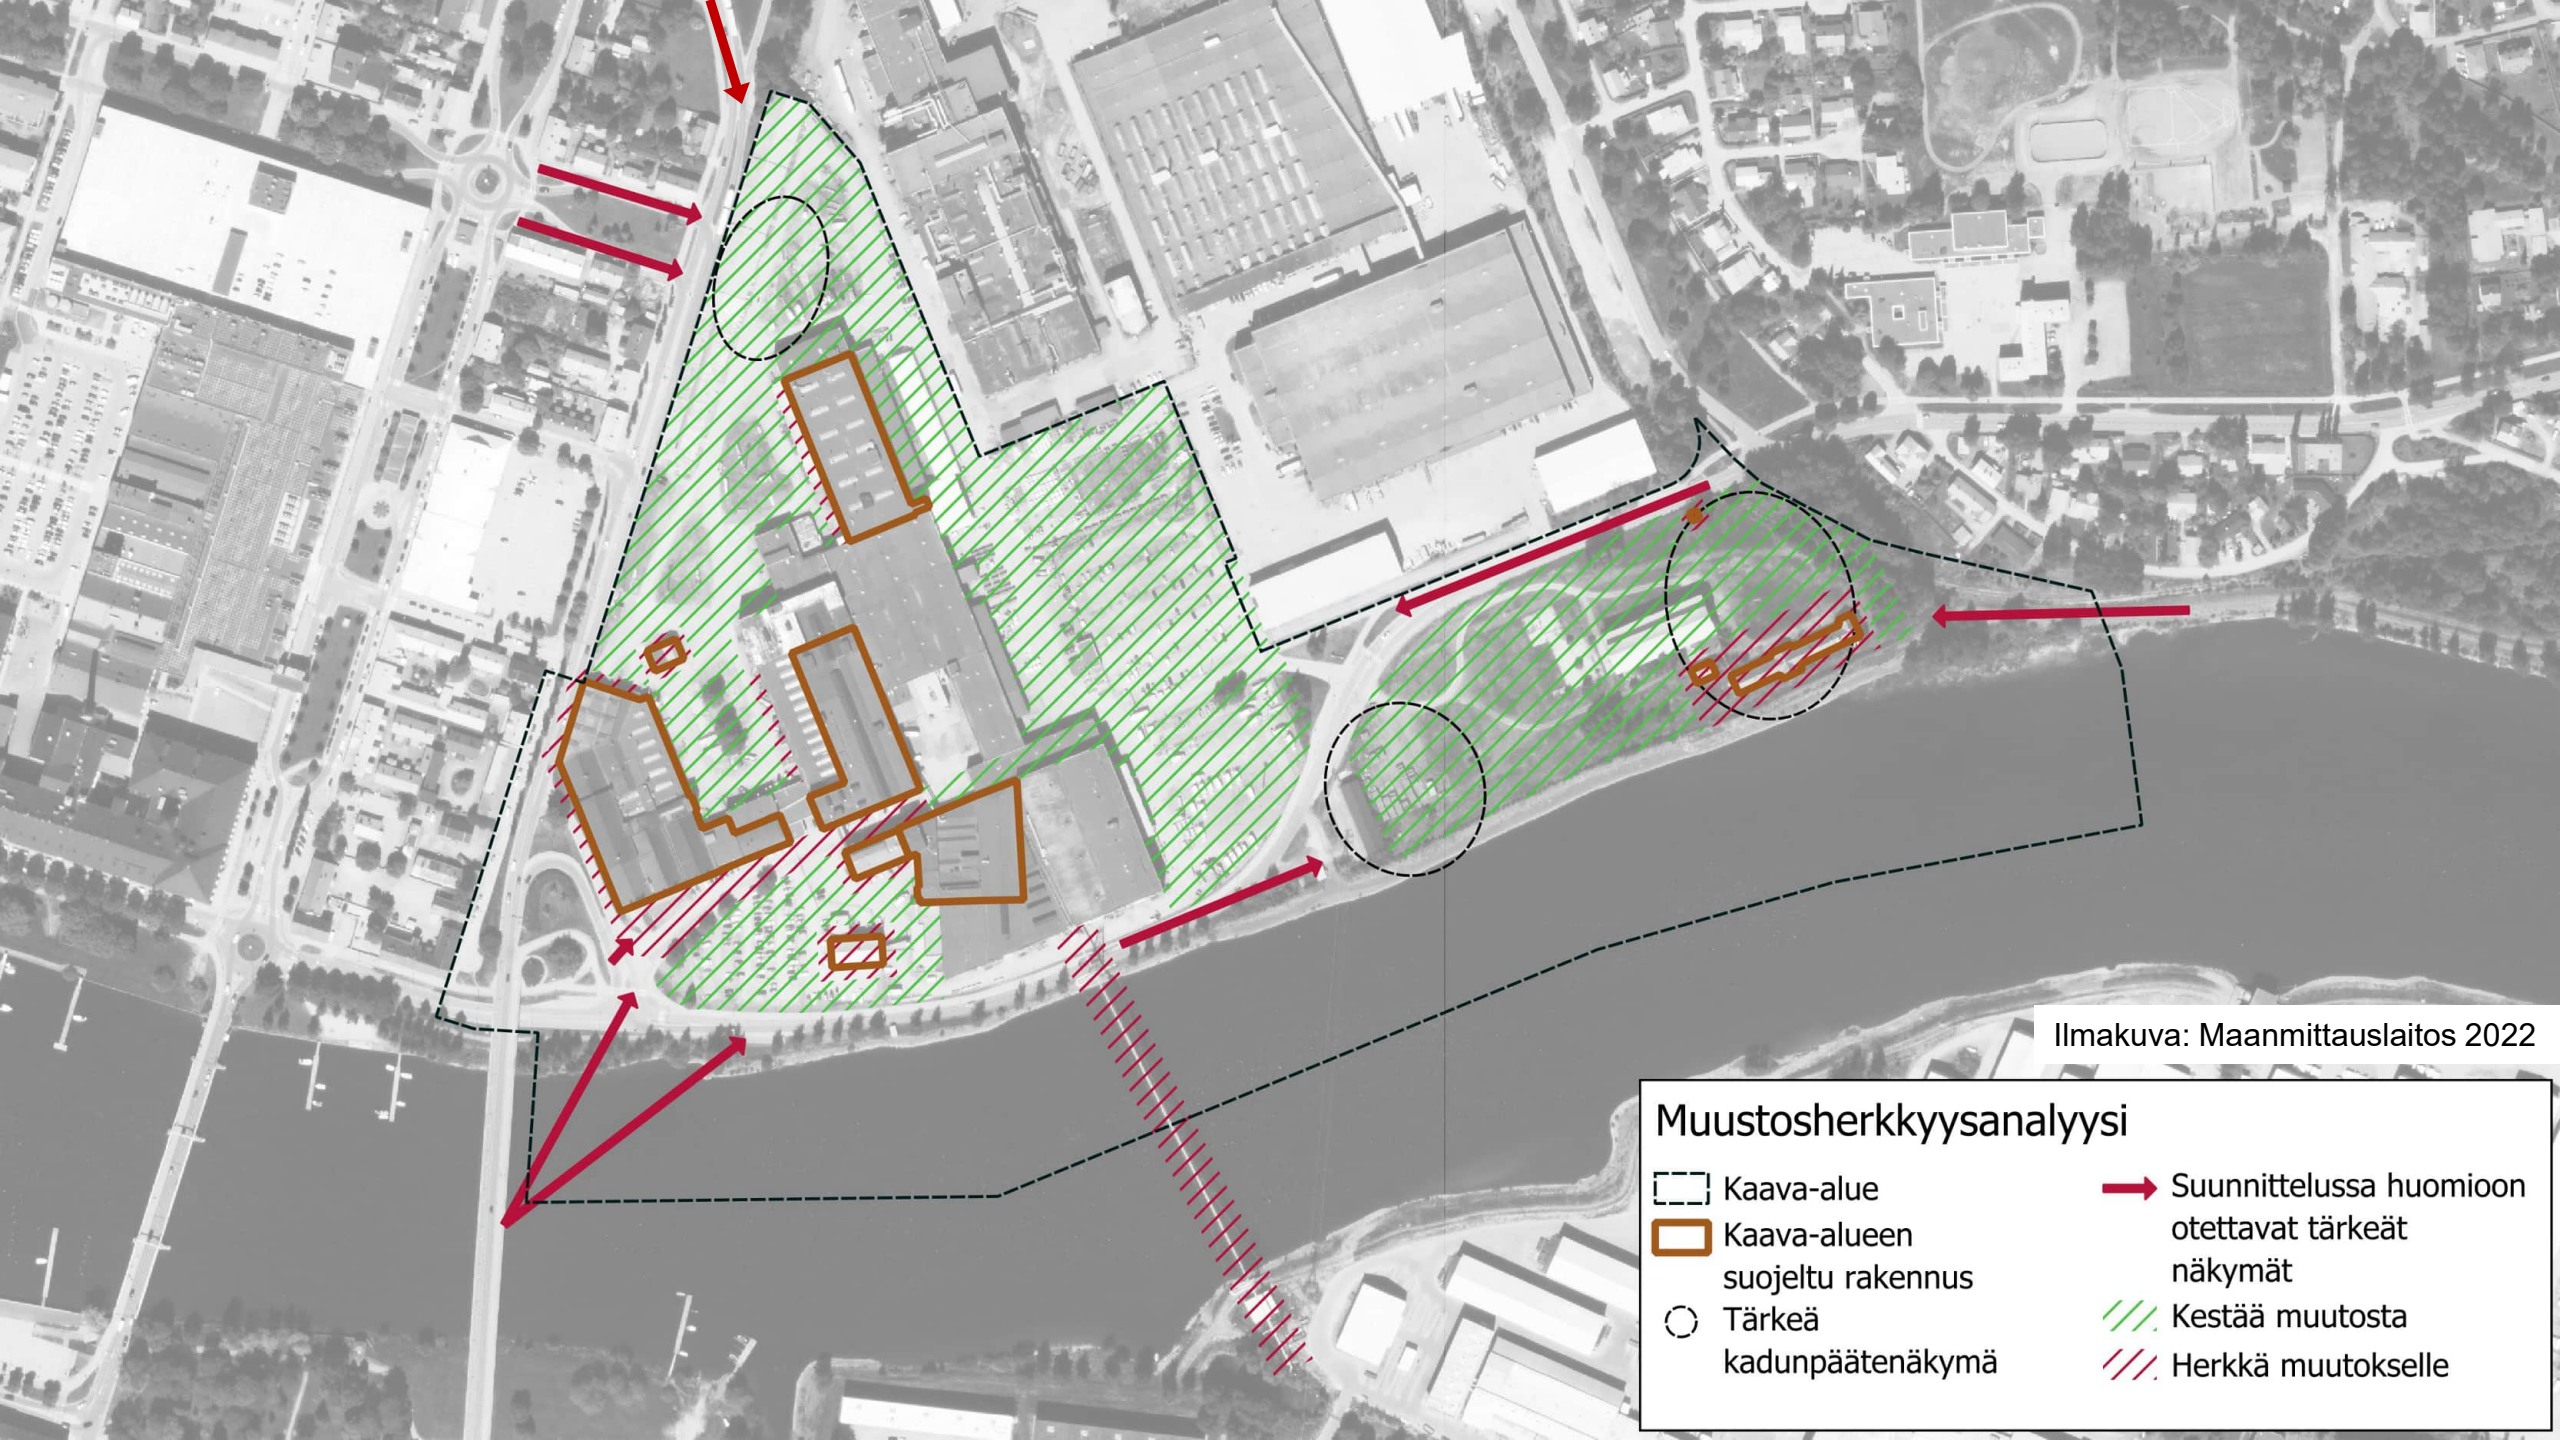 Ilmakuva: Maanmittauslaitos 2022
Muustosherkkyysanalyysi
Kaava-alue
Kaava-alueen
suojeltu rakennus
Tärkeä
kadunpäätenäkymä
Suunnittelussa huomioon
otettavat tärkeät
näkymät
Kestää muutosta
Herkkä muutokselle